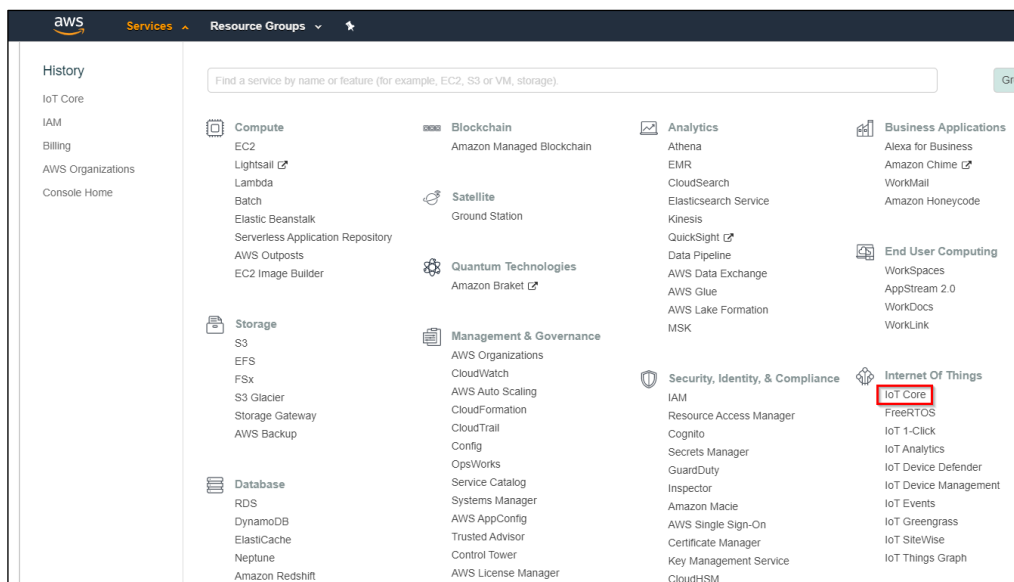 aws
Services
Resource Groups
History
IoT Core
IAM
Billing
AWS Organizations
Console Home
Find a service by name or feature (for example, EC2, S3 or VM, storage).
Gr
Compute
EC2
Lightsail
Lambda
Batch
Elastic Beanstalk
Serverless Application Repository
AWS Outposts
EC2 Image Builder
Storage
S3
EFS
FSx
S3 Glacier
Storage Gateway
AWS Backup
Database
RDS
DynamoDB
ElastiCache
Neptune
Amazon Redshift
Blockchain
Amazon Managed Blockchain
Satellite
Ground Station
Quantum Technologies
Amazon Braket
Management & Governance
AWS Organizations
CloudWatch
AWS Auto Scaling
CloudFormation
CloudTrail
Config
OpsWorks
Service Catalog
Systems Manager
AWS AppConfig
Trusted Advisor
Control Tower
AWS License Manager
Analytics
Athena
EMR
CloudSearch
Elasticsearch Service
Kinesis
QuickSight
Data Pipeline
AWS Data Exchange
AWS Glue
AWS Lake Formation
MSK
Security, Identity, & Compliance
IAM
Resource Access Manager
Cognito
Secrets Manager
GuardDuty
Inspector
Amazon Macie
AWS Single Sign-On
Certificate Manager
Key Management Service
CloudHSM
Business Applications
Alexa for Business
Amazon Chime
WorkMail
Amazon Honeycode
End User Computing
WorkSpaces
AppStream 2.0
WorkDocs
WorkLink
Internet Of Things
IoT Core
FreeRTOS
IoT 1-Click
IoT Analytics
IoT Device Defender
IoT Device Management
IoT Events
IoT Greengrass
IoT SiteWise
IoT Things Graph